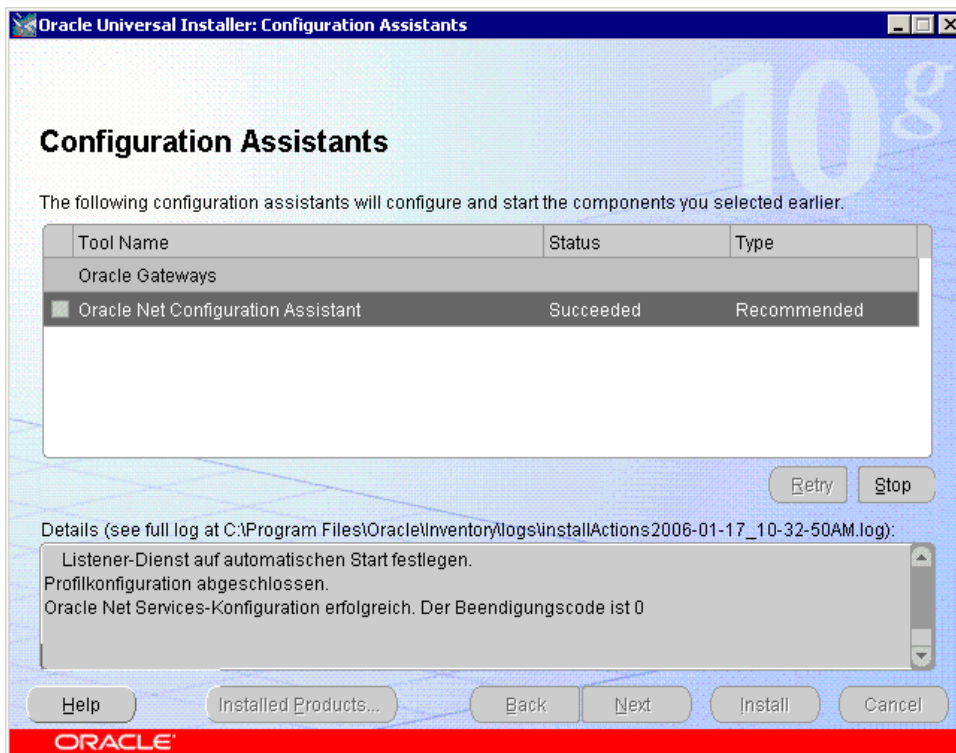 Oracle Universal Installer: Configuration Assistants
10g
Configuration Assistants
The following configuration assistants will configure and start the components you selected earlier.
Tool Name Status Type
Oracle Gateways
Oracle Net Configuration Assistant Succeeded Recommended
Retry Stop
Details (see full log at C:\Program Files\Oracle\Inventory\logs\installActions2006-01-17_10-32-50AM.log):
Listener-Dienst auf automatischen Start festlegen.
Profilkonfiguration abgeschlossen.
Oracle Net Services-Konfiguration erfolgreich. Der Beendigungscode ist 0
Help Installed Products... Back Next Install Cancel
ORACLE